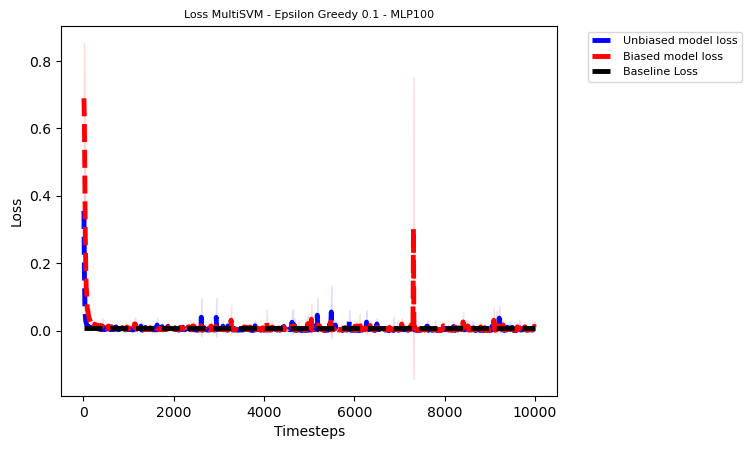 Loss MultiSVM - Epsilon Greedy 0.1 - MLP100
Unbiased model loss
Biased model loss
Baseline Loss
Loss
0.8
0.6
0.4
0.2
0.0
0
2000
4000
6000
8000
10000
Timesteps